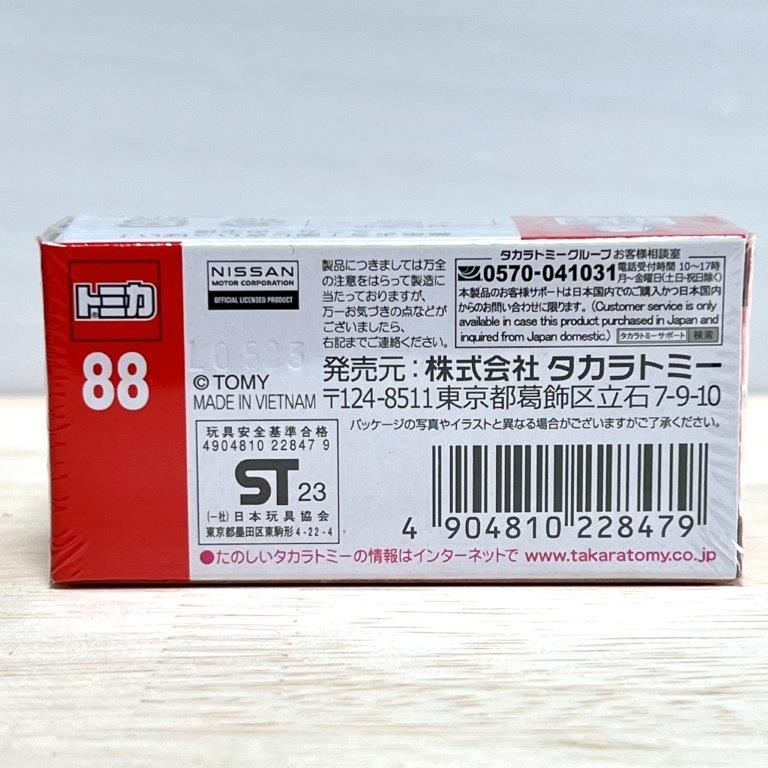 トミカ
88
NISSAN
MOTOR CORPORATION
OFFICIAL LICENSED PRODUCT
製品につきましては万全
の注意をはらって製造に
当たっておりますが、
万一お気づきの点などが
ございましたら、
右記までご連絡ください。
タカラトミーグループ お客様相談室
0570-041031 電話受付時間 10〜17時
月〜金曜日(土日・祝日除く)
本製品のお客様サポートは日本国内でのご購入かつ日本国内
からのお問い合わせに限ります。(Customer service is only
available in case this product purchased in Japan and
inquired from Japan domestic.) タカラトミーサポート 検索
© TOMY
MADE IN VIETNAM
発売元：株式会社 タカラトミー
〒124-8511 東京都葛飾区立石7-9-10
パッケージの写真やイラストと異なる場合がございますがご了承ください。
玩具安全基準合格
4904810 22847 9
ST 23
(一社)日本玩具協会
東京都墨田区東駒形4-22-4
4 904810 228479
●たのしいタカラトミーの情報はインターネットで www.takaratomy.co.jp